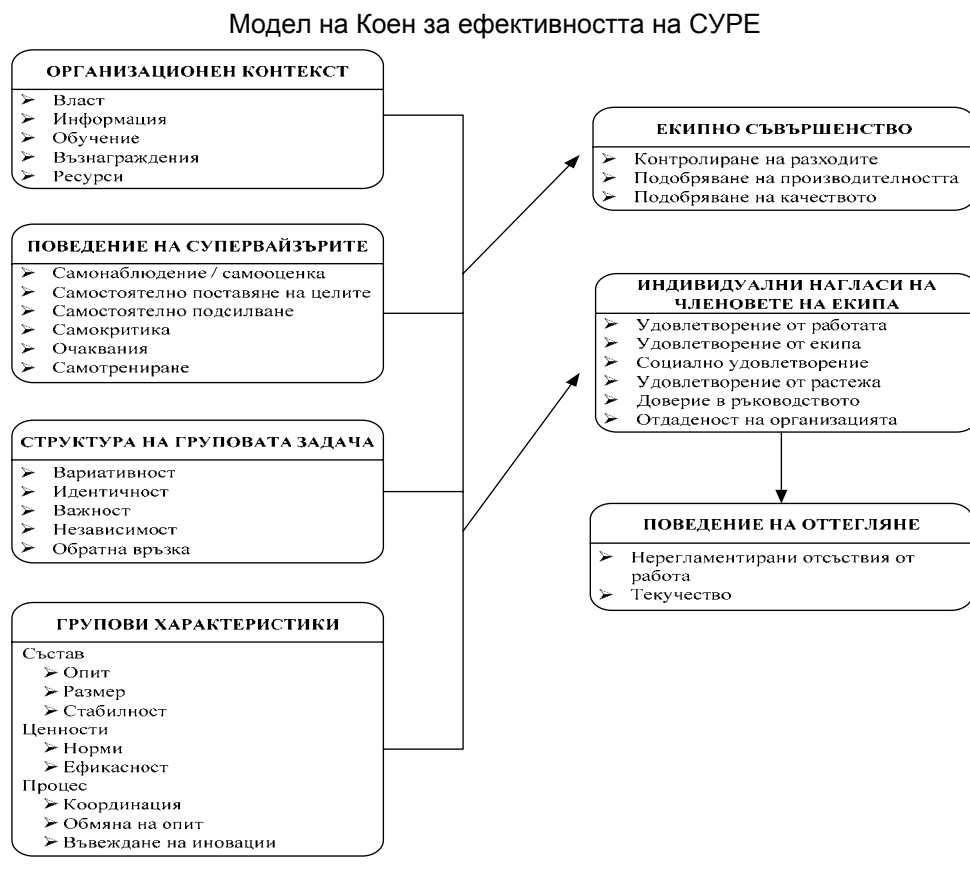 Модел на Коен за ефективността на СУРЕ
ОРГАНИЗАЦИОНЕН КОНТЕКСТ
➢ Власт
➢ Информация
➢ Обучение
➢ Възнаграждения
➢ Ресурси
ПОВЕДЕНИЕ НА СУПЕРВАЙЗЪРИТЕ
➢ Самонаблюдение / самооценка
➢ Самостоятелно поставяне на целите
➢ Самостоятелно подсилване
➢ Самокритика
➢ Очаквания
➢ Самотрениране
СТРУКТУРА НА ГРУПОВАТА ЗАДАЧА
➢ Вариативност
➢ Идентичност
➢ Важност
➢ Независимост
➢ Обратна връзка
ГРУПОВИ ХАРАКТЕРИСТИКИ
Състав
➢ Опит
➢ Размер
➢ Стабилност
Ценности
➢ Норми
➢ Ефикасност
Процес
➢ Координация
➢ Обмяна на опит
➢ Въвеждане на иновации
ЕКИПНО СЪВЪРШЕНСТВО
➢ Контролиране на разходите
➢ Подобряване на производителността
➢ Подобряване на качеството
ИНДИВИДУАЛНИ НАГЛАСИ НА
ЧЛЕНОВЕТЕ НА ЕКИПА
➢ Удовлетворение от работата
➢ Удовлетворение от екипа
➢ Социално удовлетворение
➢ Удовлетворение от растежа
➢ Доверие в ръководството
➢ Отдаденост на организацията
ПОВЕДЕНИЕ НА ОТТЕГЛЯНЕ
➢ Нерегламентирани отсъствия от
работа
➢ Текучество